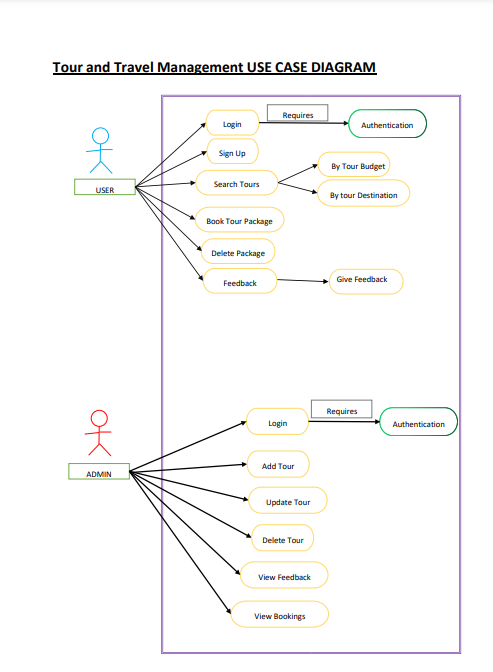 Tour and Travel Management USE CASE DIAGRAM
Login
Requires
Authentication
Sign Up
By Tour Budget
Search Tours
USER
By tour Destination
Book Tour Package
Delete Package
Feedback
Give Feedback
Login
Requires
Authentication
Add Tour
ADMIN
Update Tour
Delete Tour
View Feedback
View Bookings